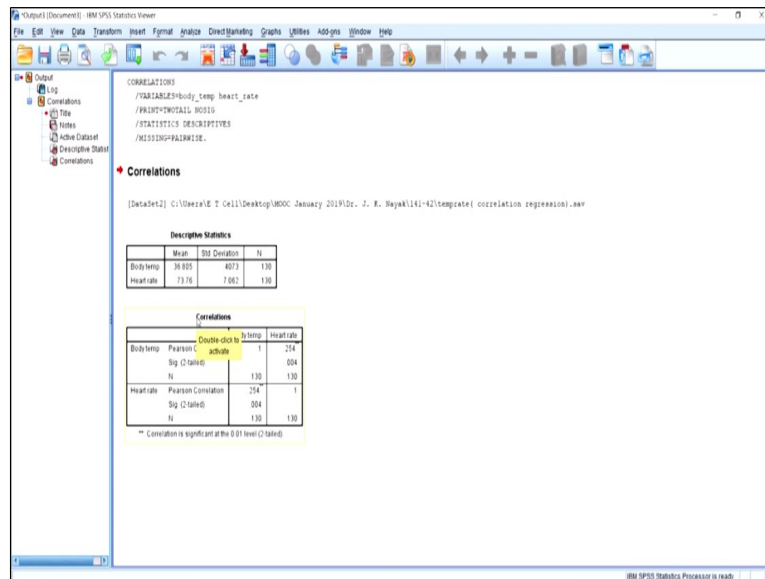 *Output3 [Document3] - IBM SPSS Statistics Viewer
File Edit View Data Transform Insert Format Analyze Direct Marketing Graphs Utilities Add-ons Window Help
Output
Log
Correlations
Title
Notes
Active Dataset
Descriptive Statist
Correlations
CORRELATIONS
/VARIABLES=body_temp heart_rate
/PRINT=TWOTAIL NOSIG
/STATISTICS DESCRIPTIVES
/MISSING=PAIRWISE.
Correlations
[DataSet2] C:\Users\E T Cell\Desktop\MOOC January 2019\Dr. J. K. Nayak\141-42\temprate( correlation regression).sav
Descriptive Statistics
Mean Std. Deviation N
Body temp 36.805 .4073 130
Heart rate 73.76 7.062 130
Correlations
Double-click to activate
dy temp Heart rate
Body temp Pearson C 1 .254**
Sig. (2-tailed) .004
N 130 130
Heart rate Pearson Correlation .254** 1
Sig. (2-tailed) .004
N 130 130
**. Correlation is significant at the 0.01 level (2-tailed).
IBM SPSS Statistics Processor is ready